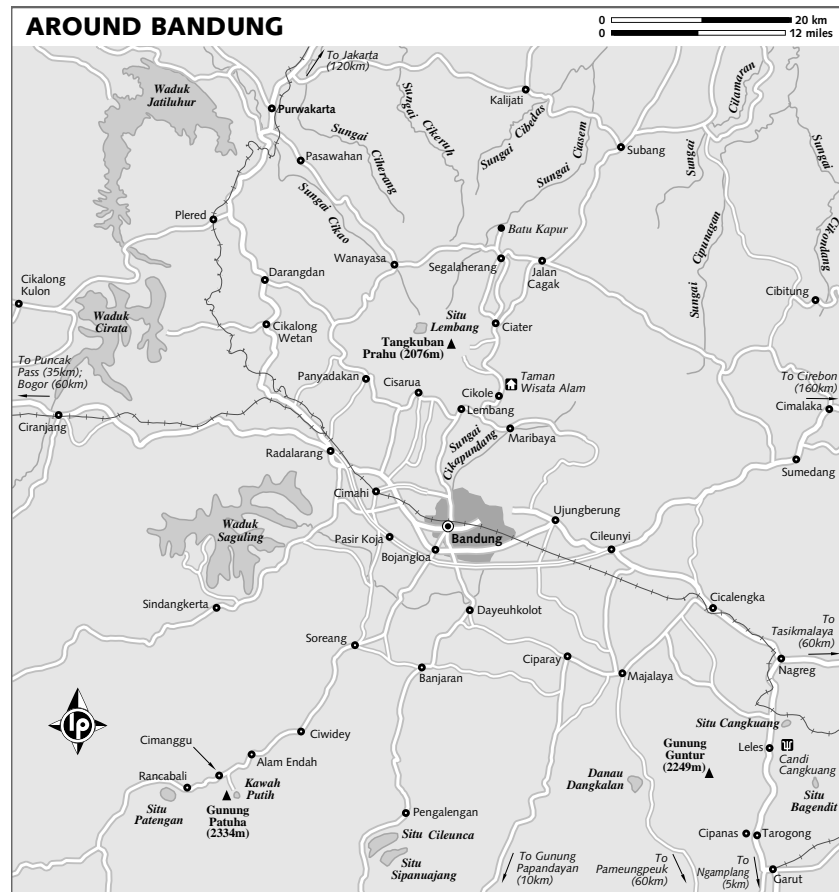 AROUND BANDUNG
0 20 km
0 12 miles
To Jakarta
(120km)
Waduk
Jatiluhur
Purwakarta
Kalijati
Citamaran
Sungai
Sungai
Cikeruh
Sungai Cibedas
Sungai Ciasem
Subang
Sungai
Pasawahan
Sungai
Ciherang
Sungai
Cikao
Plered
Batu Kapur
Sungai Cipunagan
Sungai
Cikondang
Wanayasa
Segalaherang
Jalan
Cagak
Darangdan
Cikalong
Kulon
Cibitung
Waduk
Cirata
Cikalong
Wetan
Situ
Lembang
Ciater
Tangkuban
Prahu (2076m)
To Puncak
Pass (35km);
Bogor (60km)
Panyadakan
Cisarua
Cikole
Taman
Wisata Alam
To Cirebon
(160km)
Cimalaka
Ciranjang
Lembang
Maribaya
Sungai
Cikapundang
Radalarang
Sumedang
Cimahi
Waduk
Saguling
Pasir Koja
Bandung
Ujungberung
Cileunyi
Bojangloa
Sindangkerta
Dayeuhkolot
Cicalengka
To
Tasikmalaya
(60km)
Soreang
Banjaran
Ciparay
Majalaya
Nagreg
lp
Situ Cangkuang
Cimanggu
Ciwidey
Leles
Candi
Cangkuang
Alam Endah
Gunung
Guntur
(2249m)
Rancabali
Kawah
Putih
Danau
Dangkalan
Situ
Bagendit
Situ
Patengan
Gunung
Patuha
(2334m)
Pengalengan
Situ Cileunca
Situ
Sipanuajang
Cipanas
Tarogong
To Gunung
Papandayan
(10km)
To
Pameungpeuk
(60km)
To
Ngamplang
(5km)
Garut